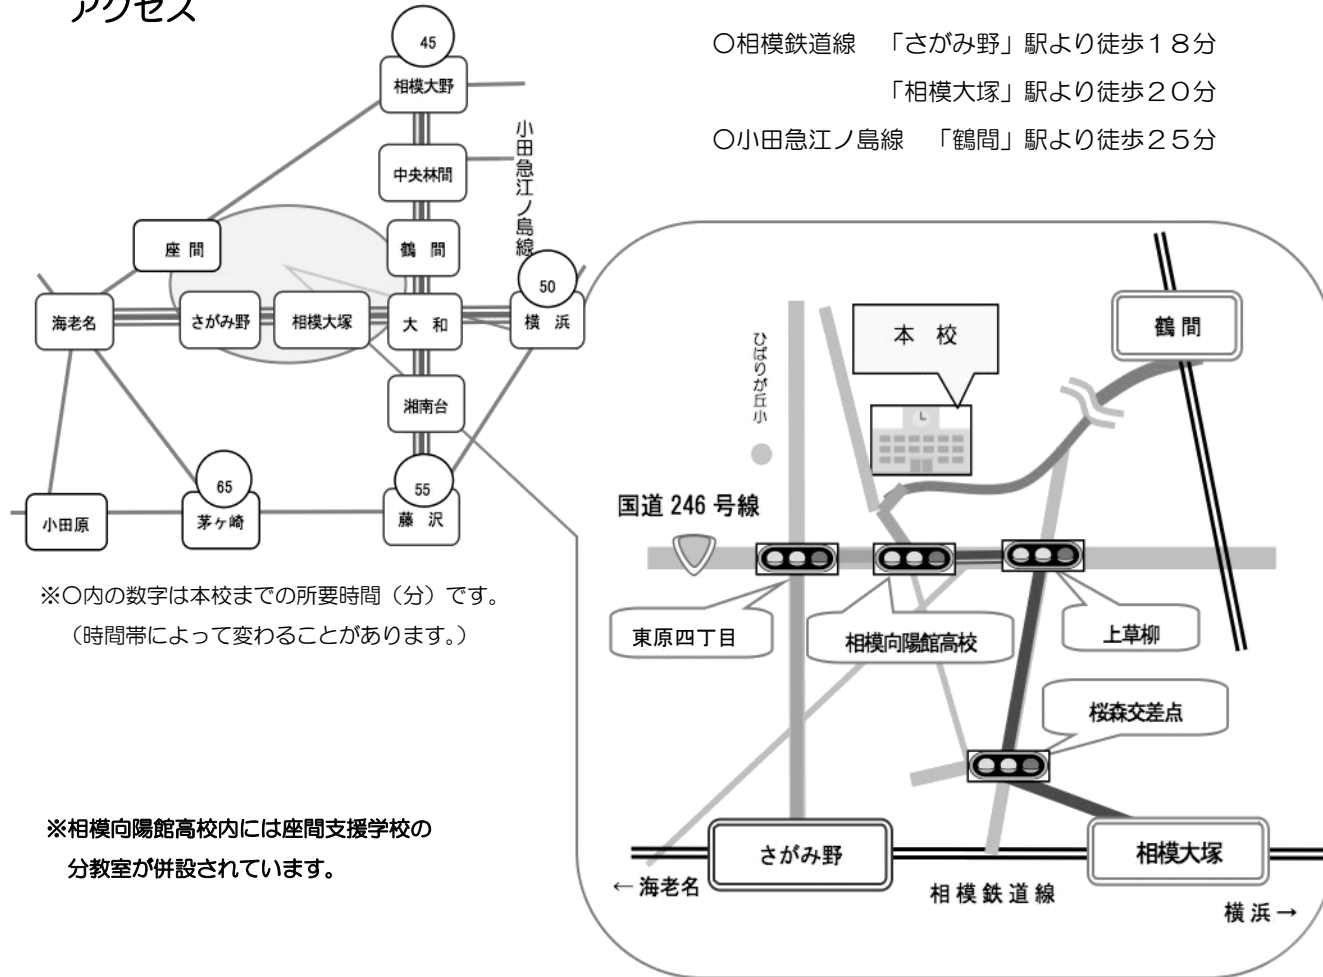 アクセス
〇相模鉄道線　「さがみ野」駅より徒歩１８分
「相模大塚」駅より徒歩２０分
〇小田急江ノ島線　「鶴間」駅より徒歩２５分
45
相模大野
小田急江ノ島線
中央林間
座間
鶴間
50
海老名
さがみ野
相模大塚
大和
横浜
湘南台
65
55
小田原
茅ヶ崎
藤沢
※〇内の数字は本校までの所要時間（分）です。
（時間帯によって変わることがあります。）
※相模向陽館高校内には座間支援学校の
分教室が併設されています。
鶴間
本校
ひばりが丘小
国道 246 号線
東原四丁目
相模向陽館高校
上草柳
桜森交差点
さがみ野
相模大塚
←海老名
相模鉄道線
横浜→